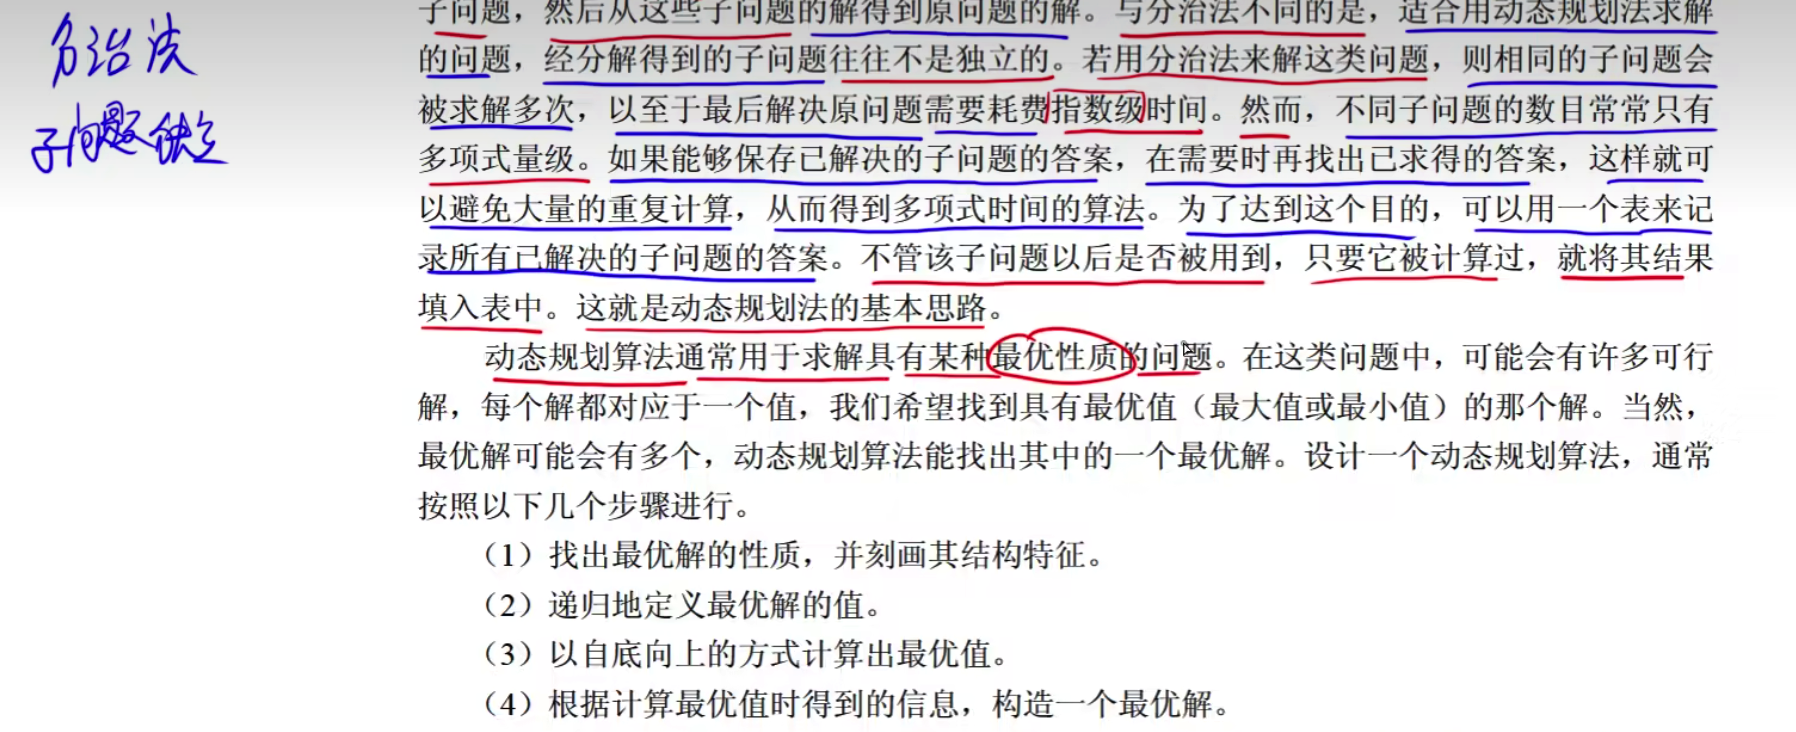 分治法
子问题独立
子问题，然后从这些子问题的解得到原问题的解。与分治法不同的是，适合用动态规划法求解
的问题，经分解得到的子问题往往不是独立的。若用分治法来解这类问题，则相同的子问题会
被求解多次，以至于最后解决原问题需要耗费指数级时间。然而，不同子问题的数目常常只有
多项式量级。如果能够保存已解决的子问题的答案，在需要时再找出已求得的答案，这样就可
以避免大量的重复计算，从而得到多项式时间的算法。为了达到这个目的，可以用一个表来记
录所有已解决的子问题的答案。不管该子问题以后是否被用到，只要它被计算过，就将其结果
填入表中。这就是动态规划法的基本思路。
动态规划算法通常用于求解具有某种最优性质的问题。在这类问题中，可能会有许多可行
解，每个解都对应于一个值，我们希望找到具有最优值（最大值或最小值）的那个解。当然，
最优解可能会有多个，动态规划算法能找出其中的一个最优解。设计一个动态规划算法，通常
按照以下几个步骤进行。
（1）找出最优解的性质，并刻画其结构特征。
（2）递归地定义最优解的值。
（3）以自底向上的方式计算出最优值。
（4）根据计算最优值时得到的信息，构造一个最优解。